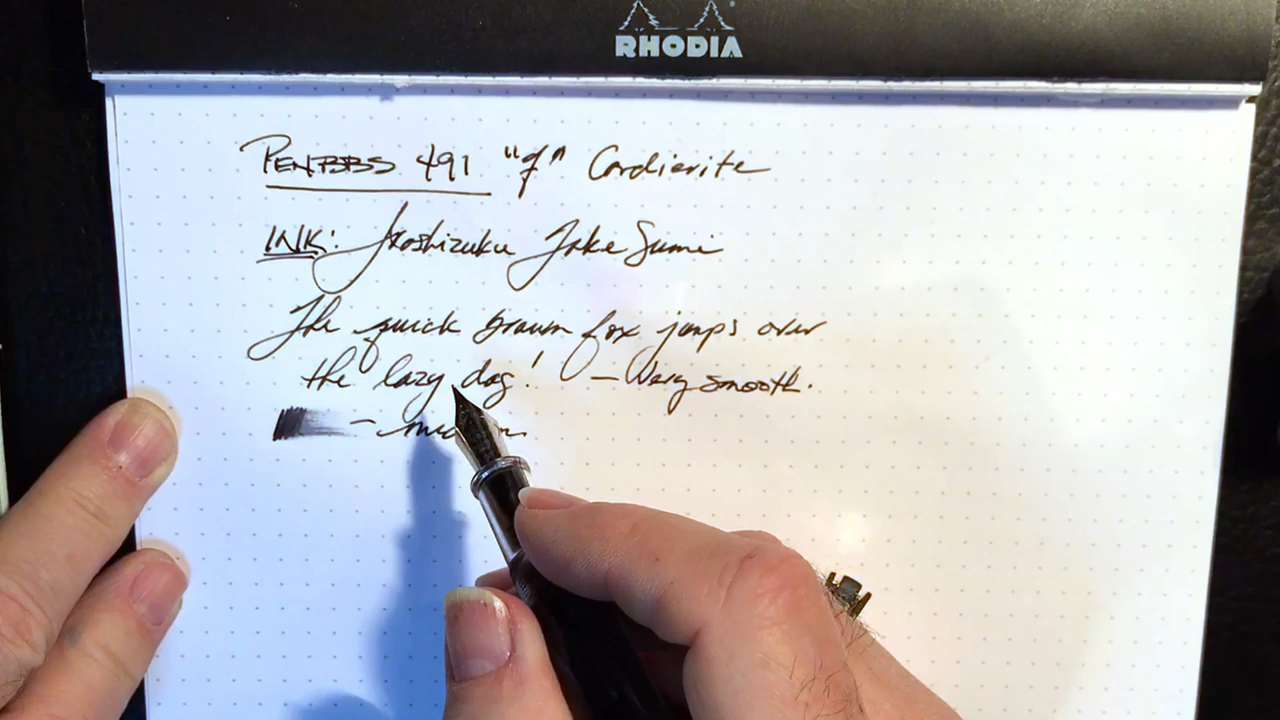 RHODIA
PENBBS 491 "f" Cordierite
INK: Iroshizuku Take Sumi
The quick brown fox jumps over
the lazy dog! — Very smooth.